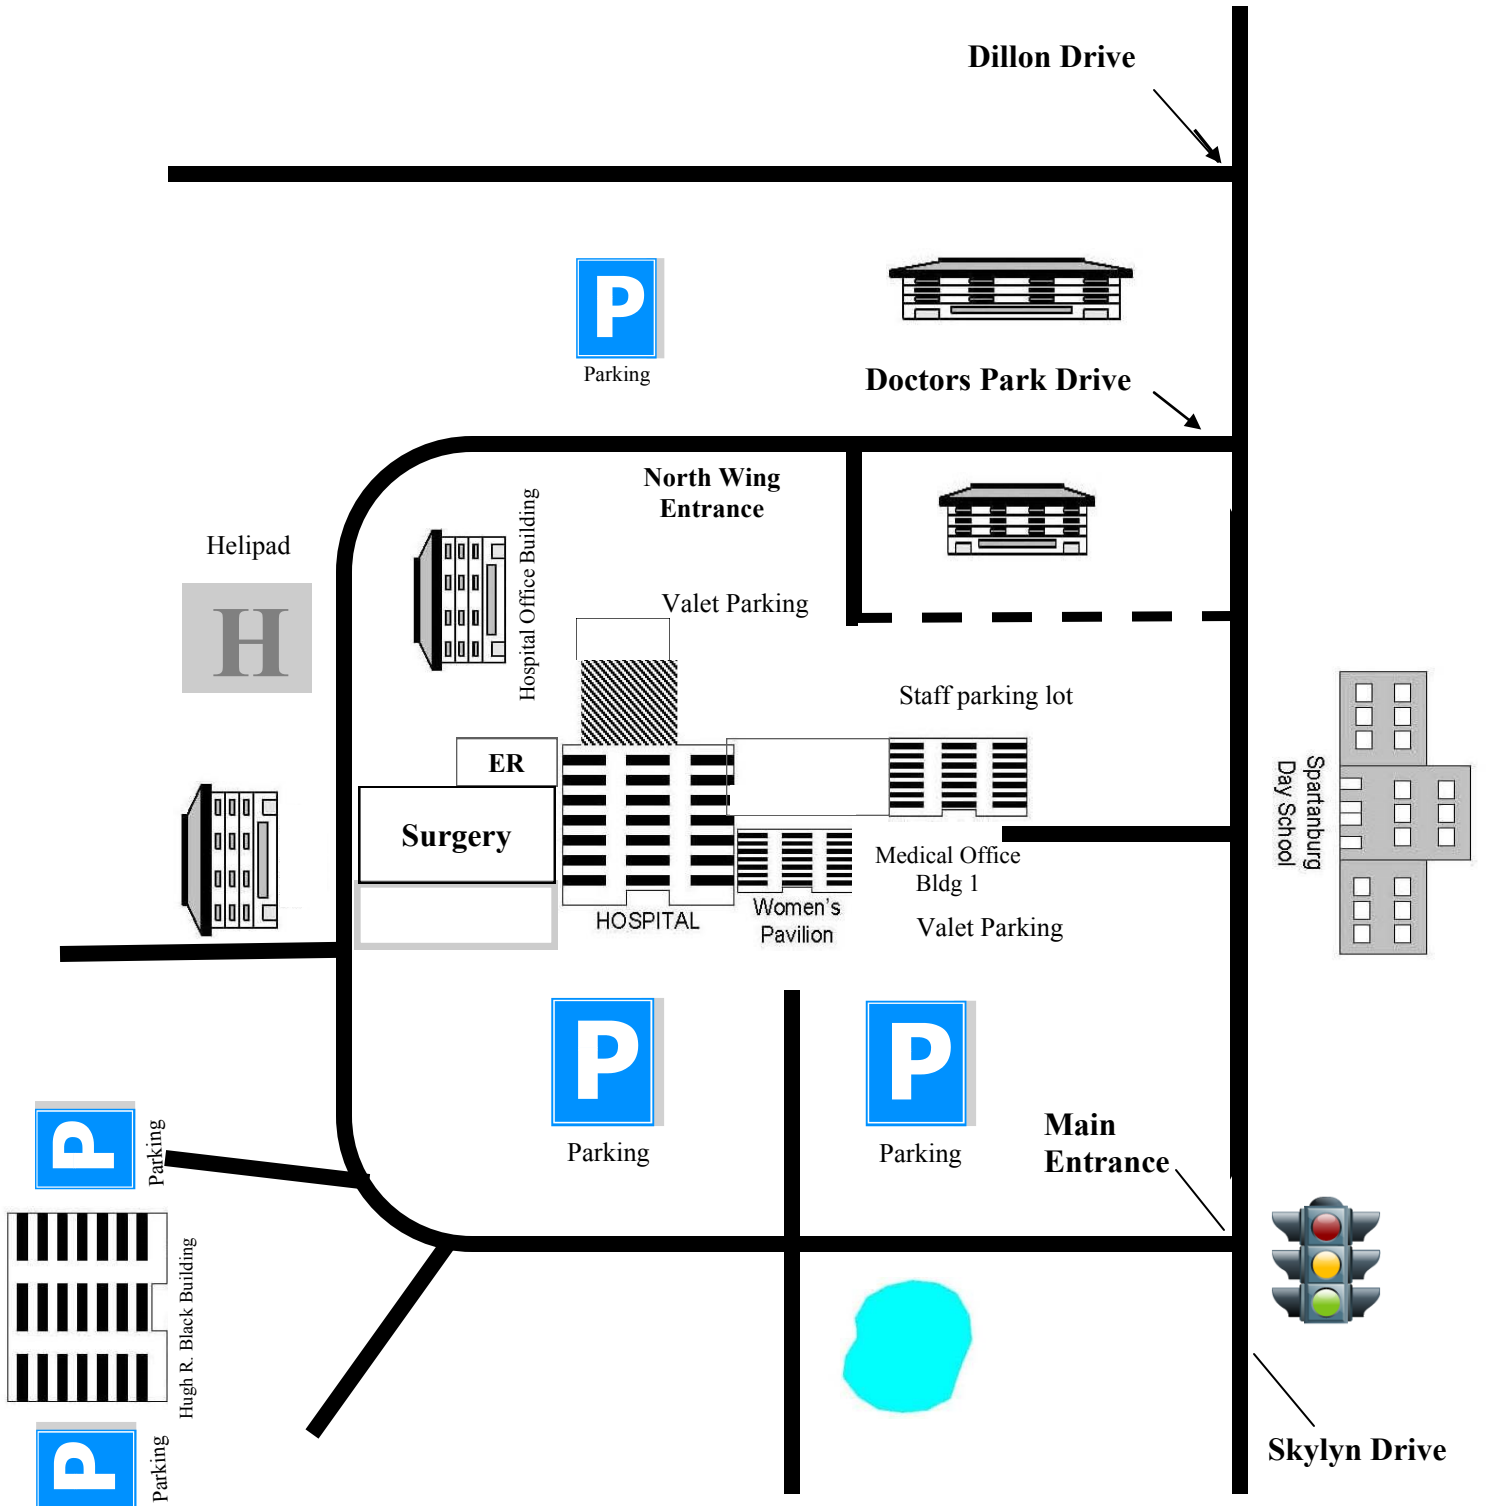 Dillon Drive
P
Parking
Doctors Park Drive
North Wing
Entrance
Hospital Office Building
Helipad
H
Valet Parking
Staff parking lot
ER
Surgery
HOSPITAL
Women's
Pavilion
Medical Office
Bldg 1
Valet Parking
Spartanburg
Day School
P
Parking
P
Parking
Main
Entrance
P
Parking
Hugh R. Black Building
P
Parking
Skylyn Drive